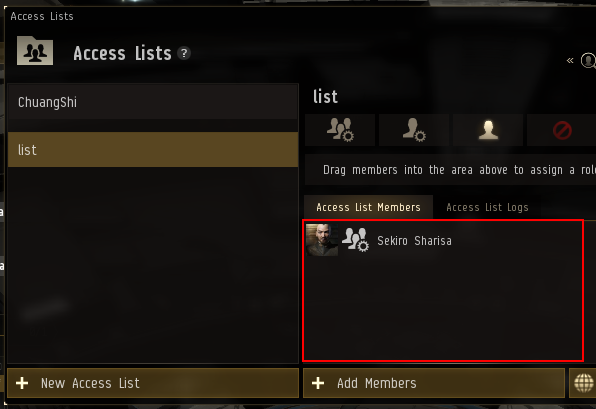 Access Lists
Access Lists ?
ChuangShi
list
list
Drag members into the area above to assign a role
Access List Members
Access List Logs
Sekiro Sharisa
+ New Access List
+ Add Members